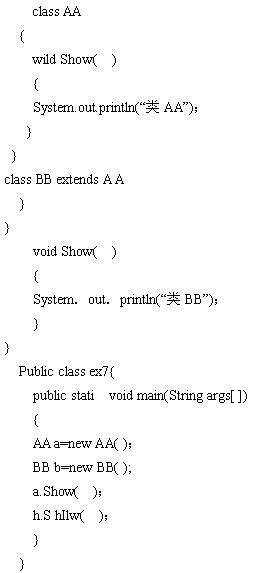 class AA
{
wild Show(  )
{
System.out.println(“类 AA”);
}
}
class BB extends A A
}
}
void Show(  )
{
System. out. println(“类 BB”);
}
}
Public class ex7{
public stati  void main(String args[ ])
{
AA a=new AA( );
BB b=new BB( );
a.Show(  );
h.S hIlw(  );
}
}